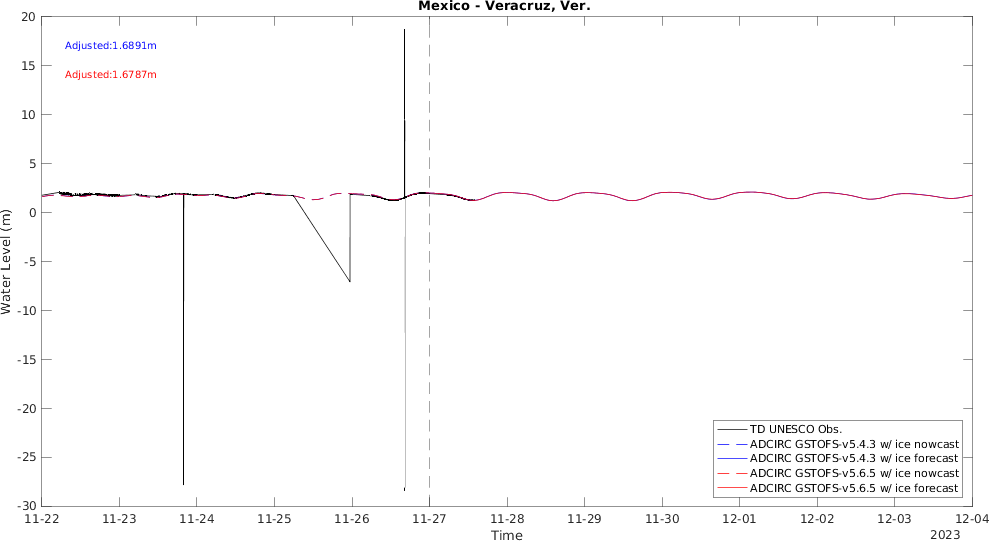 Mexico - Veracruz, Ver.
20
15
10
5
0
-5
-10
-15
-20
-25
-30
Water Level (m)
Adjusted:1.6891m
Adjusted:1.6787m
TD UNESCO Obs.
ADCIRC GSTOFS-v5.4.3 w/ ice nowcast
ADCIRC GSTOFS-v5.4.3 w/ ice forecast
ADCIRC GSTOFS-v5.6.5 w/ ice nowcast
ADCIRC GSTOFS-v5.6.5 w/ ice forecast
11-22 11-23 11-24 11-25 11-26 11-27 11-28 11-29 11-30 12-01 12-02 12-03 12-04
Time
2023